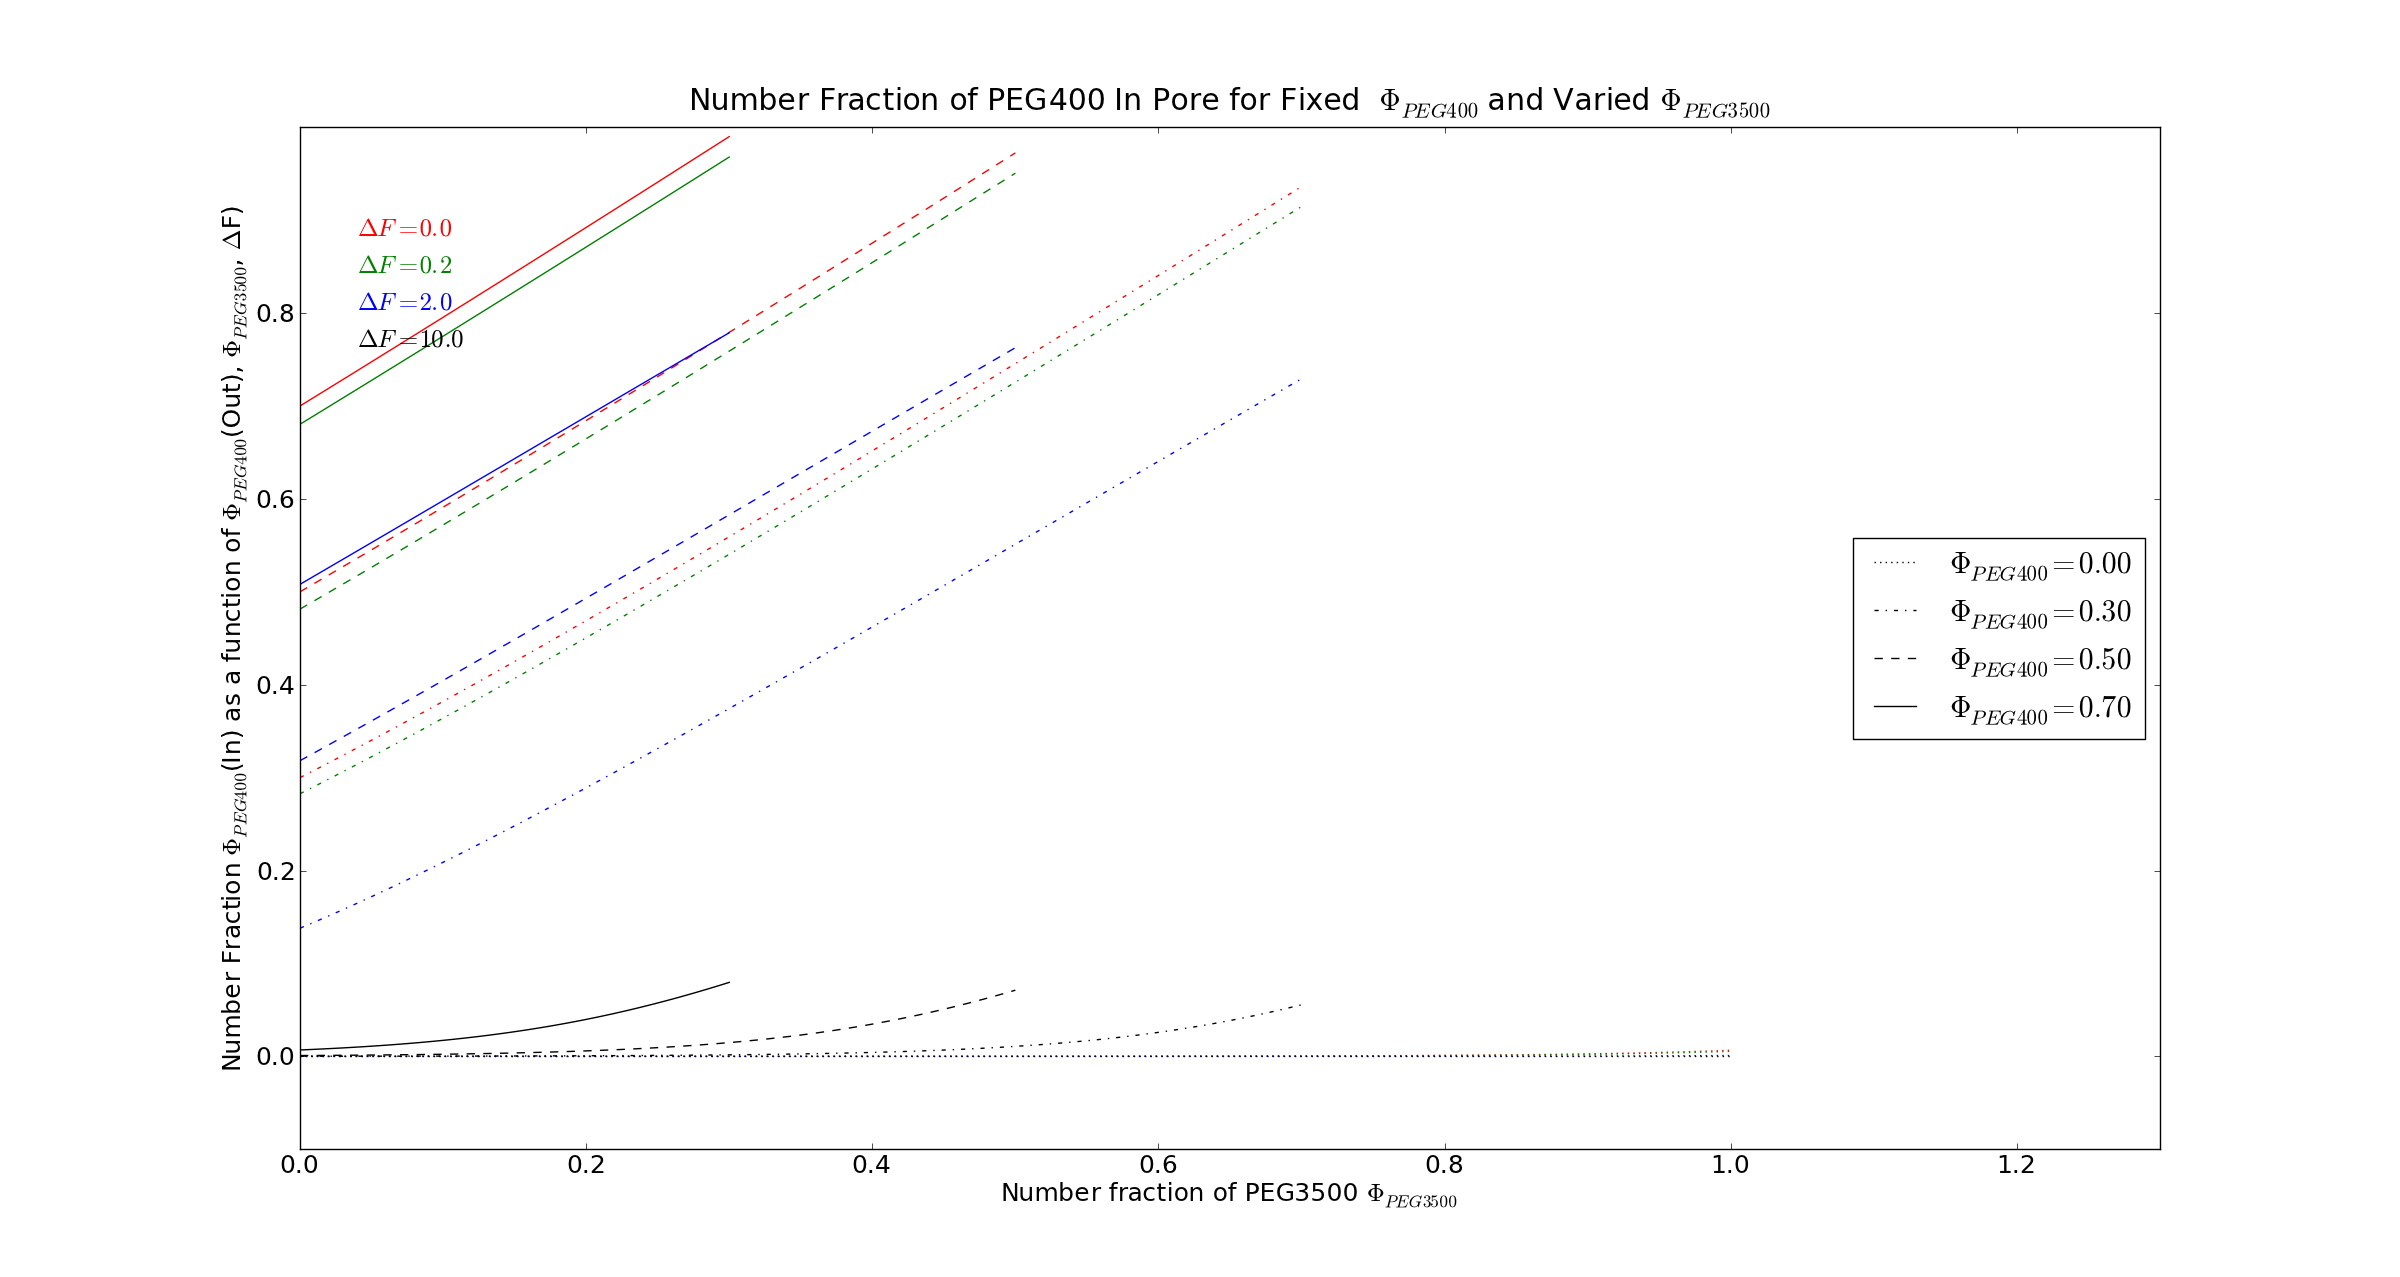 Number Fraction of PEG400 In Pore for Fixed Φ_PEG400 and Varied Φ_PEG3500
Number Fraction Φ_PEG400(In) as a function of Φ_PEG400(Out), Φ_PEG3500, ΔF)
ΔF=0.0
ΔF=0.2
ΔF=2.0
ΔF=10.0
0.8
0.6
0.4
0.2
0.0
Φ_PEG400=0.00
Φ_PEG400=0.30
Φ_PEG400=0.50
Φ_PEG400=0.70
0.0 0.2 0.4 0.6 0.8 1.0 1.2
Number fraction of PEG3500 Φ_PEG3500